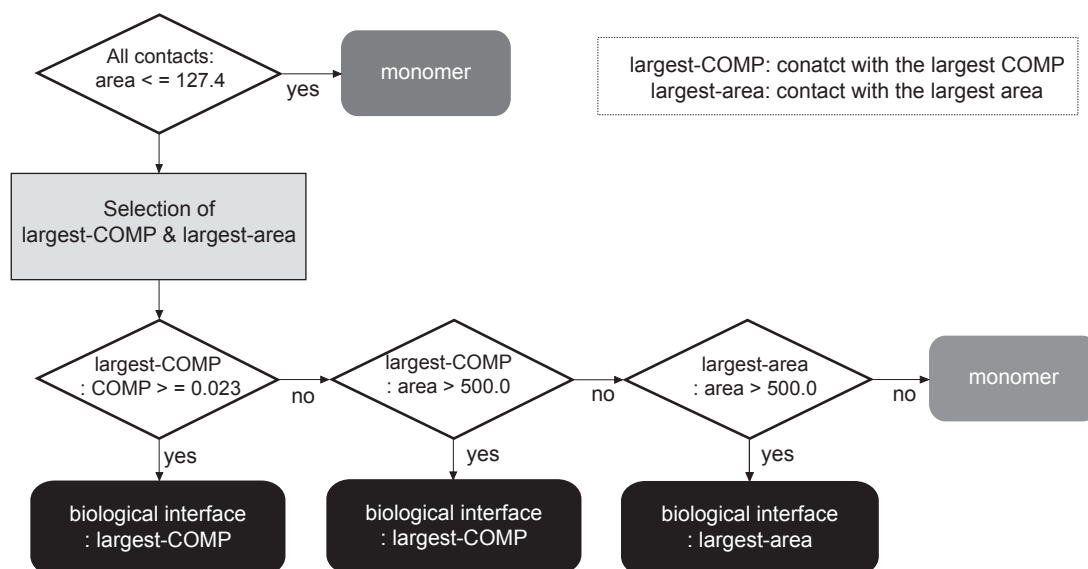 All contacts:
area < = 127.4
yes
monomer
largest-COMP: conatct with the largest COMP
largest-area: contact with the largest area
Selection of
largest-COMP & largest-area
largest-COMP
: COMP > = 0.023
no
largest-COMP
: area > 500.0
no
largest-area
: area > 500.0
no
monomer
yes
yes
yes
biological interface
: largest-COMP
biological interface
: largest-COMP
biological interface
: largest-area